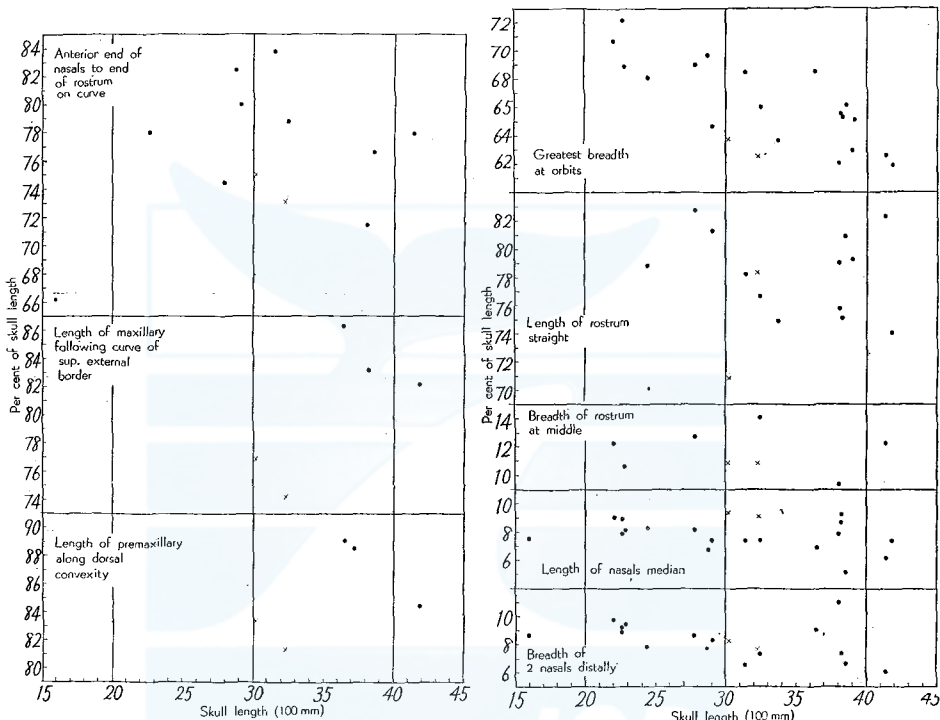 84
Anterior end of
nasals to end
of rostrum
on curve
82
80
78
76
74
72
70
68
66
Per cent of skull length
86
Length of maxillary
following curve of
sup. external
border
84
82
80
77
76
74
90
Length of premaxillary
along dorsal
convexity
88
86
84
82
80
15 20 25 30 35 40 45
Skull length (100 mm)
72
70
68
65
64
62
Greatest breadth
at orbits
82
80
78
76
74
72
70
Length of rostrum
straight
Per cent of skull length
14
Breadth of rostrum
at middle
12
10
10
8
6
Length of nasals median
10
8
6
Breadth of
2 nasals distally
15 20 25 30 35 40 45
Skull length (100 mm)